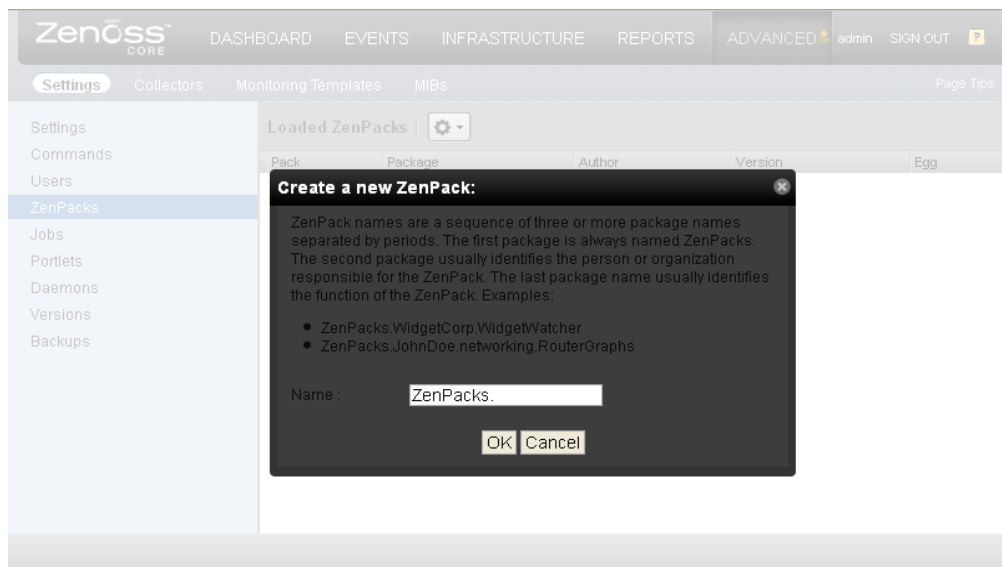 Zenōss™
CORE
DASHBOARD EVENTS INFRASTRUCTURE REPORTS ADVANCED admin SIGN OUT ?
Settings Collectors Monitoring Templates MIBs Page Tips
Settings
Commands
Users
ZenPacks
Jobs
Portlets
Daemons
Versions
Backups
Loaded ZenPacks
Pack Package Author Version Egg
Create a new ZenPack:
ZenPack names are a sequence of three or more package names
separated by periods. The first package is always named ZenPacks.
The second package usually identifies the person or organization
responsible for the ZenPack. The last package name usually identifies
the function of the ZenPack. Examples:
● ZenPacks.WidgetCorp.WidgetWatcher
● ZenPacks.JohnDoe.networking.RouterGraphs
Name : ZenPacks.
OK Cancel